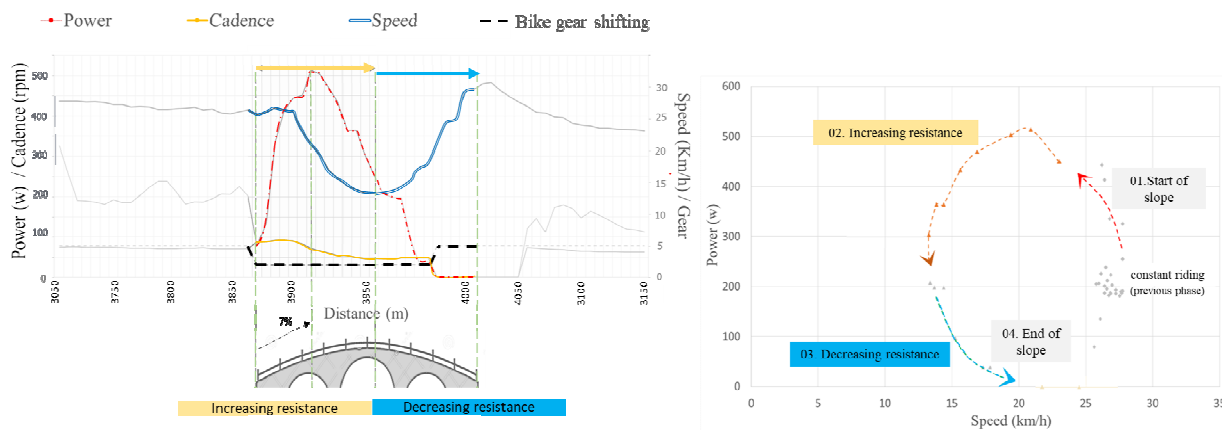 Power
Cadence
Speed
Bike gear shifting
Power (w) / Cadence (rpm)
500
400
300
200
100
0
Speed (Km/h) / Gear
30
25
20
15
10
5
0
3050
3750
3800
3850
3900
3950
4000
4050
3100
3150
Distance (m)
7%
Increasing resistance
Decreasing resistance
Power (w)
600
500
400
300
200
100
0
0
5
10
15
20
25
30
35
Speed (km/h)
02. Increasing resistance
01.Start of
slope
constant riding
(previous phase)
04. End of
slope
03. Decreasing resistance